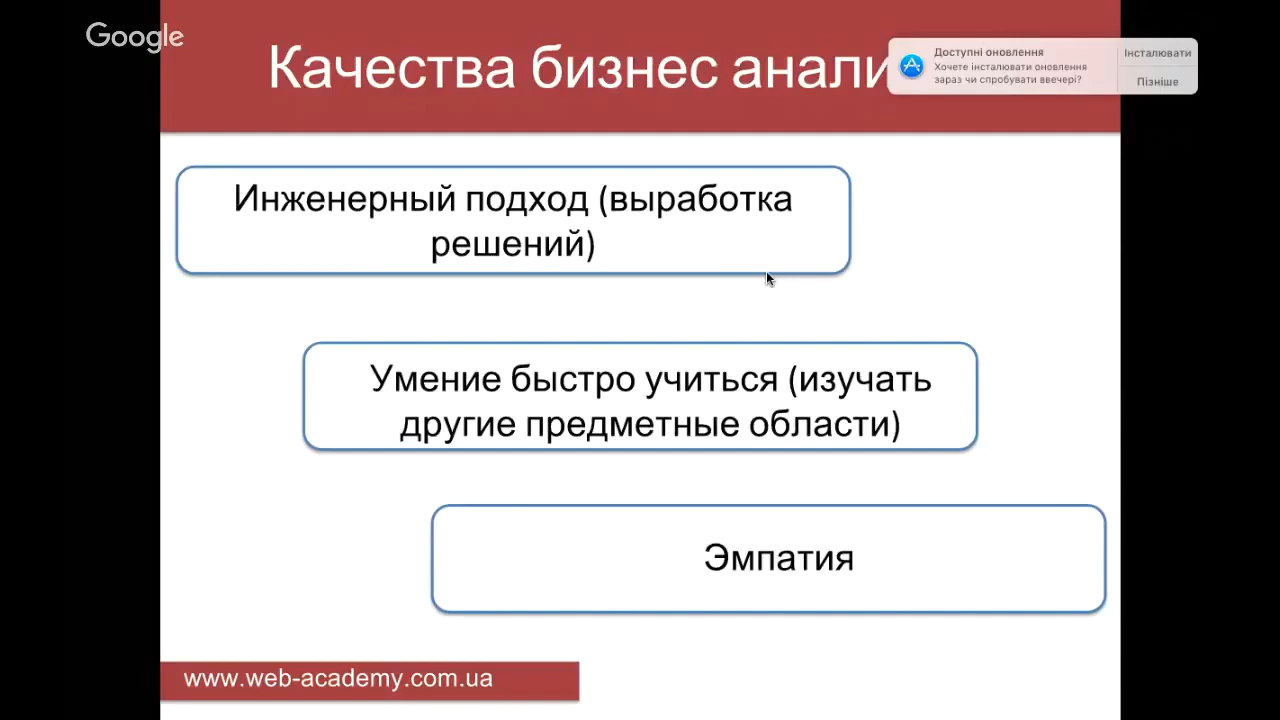 Google
Качества бизнес анали
Доступні оновлення
Хочете інсталювати оновлення
зараз чи спробувати ввечері?
Інсталювати
Пізніше
Инженерный подход (выработка
решений)
Умение быстро учиться (изучать
другие предметные области)
Эмпатия
www.web-academy.com.ua